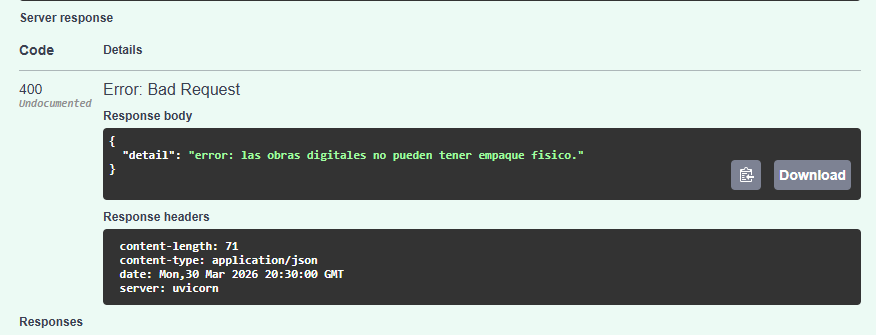 Server response
Code Details
400 Error: Bad Request
Undocumented
Response body
{
"detail": "error: las obras digitales no pueden tener empaque fisico."
}
Download
Response headers
content-length: 71
content-type: application/json
date: Mon,30 Mar 2026 20:30:00 GMT
server: uvicorn
Responses